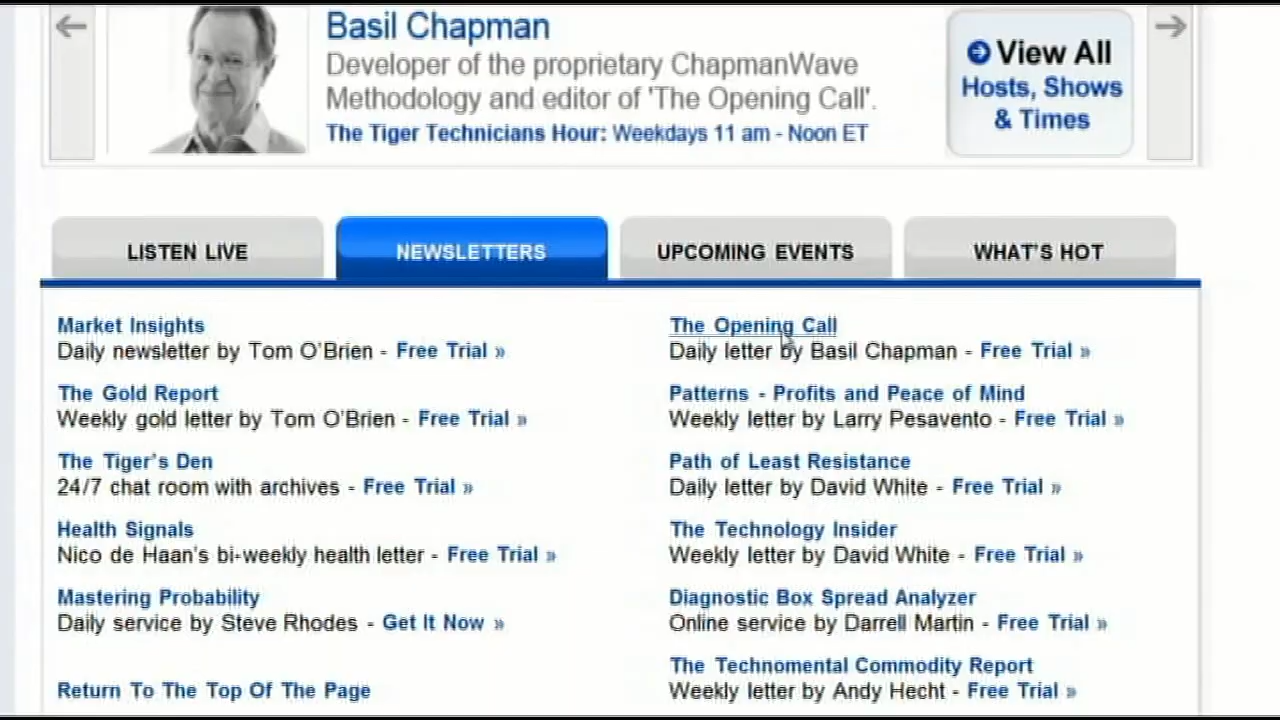 Basil Chapman
Developer of the proprietary ChapmanWave
Methodology and editor of 'The Opening Call'.
The Tiger Technicians Hour: Weekdays 11 am - Noon ET
View All
Hosts, Shows
& Times
LISTEN LIVE
NEWSLETTERS
UPCOMING EVENTS
WHAT'S HOT
Market Insights
Daily newsletter by Tom O'Brien - Free Trial »
The Gold Report
Weekly gold letter by Tom O'Brien - Free Trial »
The Tiger's Den
24/7 chat room with archives - Free Trial »
Health Signals
Nico de Haan's bi-weekly health letter - Free Trial »
Mastering Probability
Daily service by Steve Rhodes - Get It Now »
Return To The Top Of The Page
The Opening Call
Daily letter by Basil Chapman - Free Trial »
Patterns - Profits and Peace of Mind
Weekly letter by Larry Pesavento - Free Trial »
Path of Least Resistance
Daily letter by David White - Free Trial »
The Technology Insider
Weekly letter by David White - Free Trial »
Diagnostic Box Spread Analyzer
Online service by Darrell Martin - Free Trial »
The Technomental Commodity Report
Weekly letter by Andy Hecht - Free Trial »